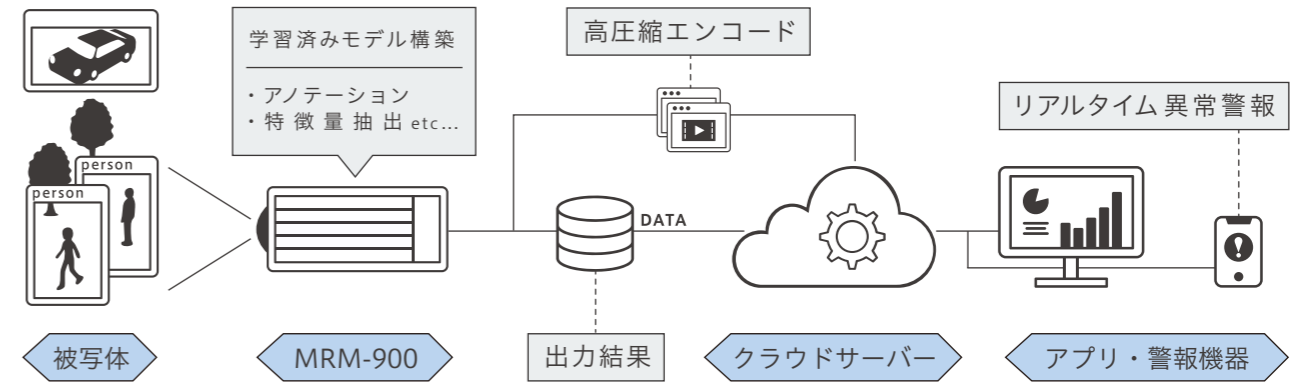 学習済みモデル構築
・アノテーション
・特徴量抽出 etc...
高圧縮エンコード
リアルタイム異常警報
person
person
DATA
被写体
MRM-900
出力結果
クラウドサーバー
アプリ・警報機器